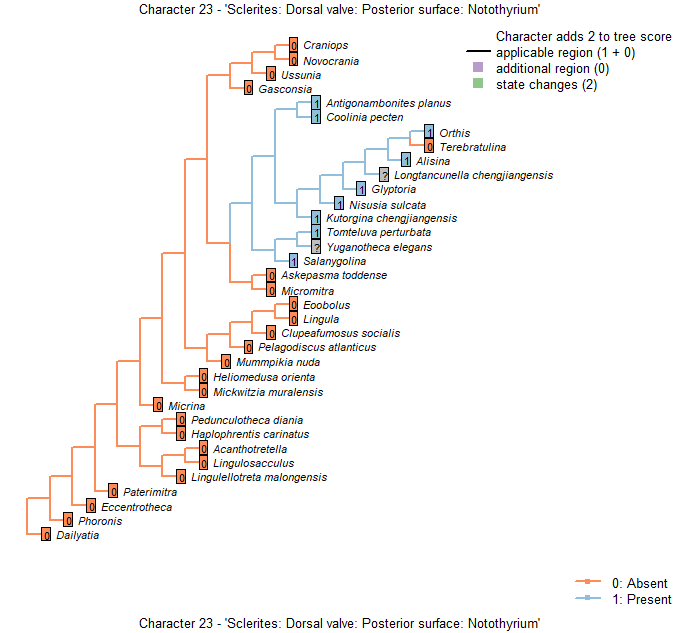 Character 23 - 'Sclerites: Dorsal valve: Posterior surface: Notothyrium'
Character adds 2 to tree score
applicable region (1 + 0)
additional region (0)
state changes (2)
0 Craniops
0 Novocrania
0 Ussunia
0 Gasconsia
1 Antigonambonites planus
1 Coolinia pecten
1 Orthis
0 Terebratulina
1 Alisina
? Longtancunella chengjiangensis
1 Glyptoria
1 Nisusia sulcata
1 Kutorgina chengjiangensis
1 Tomteluva perturbata
? Yuganotheca elegans
1 Salanygolina
0 Askepasma toddense
0 Micromitra
0 Eoobolus
0 Lingula
0 Clupeafumosus socialis
0 Pelagodiscus atlanticus
0 Mummpikia nuda
0 Heliomedusa orienta
0 Mickwitzia muralensis
0 Micrina
0 Pedunculotheca diania
0 Haplophrentis carinatus
0 Acanthotretella
0 Lingulosacculus
0 Lingulellotreta malongensis
0 Paterimitra
0 Eccentrotheca
0 Phoronis
0 Dailyatia
0: Absent
1: Present
Character 23 - 'Sclerites: Dorsal valve: Posterior surface: Notothyrium'